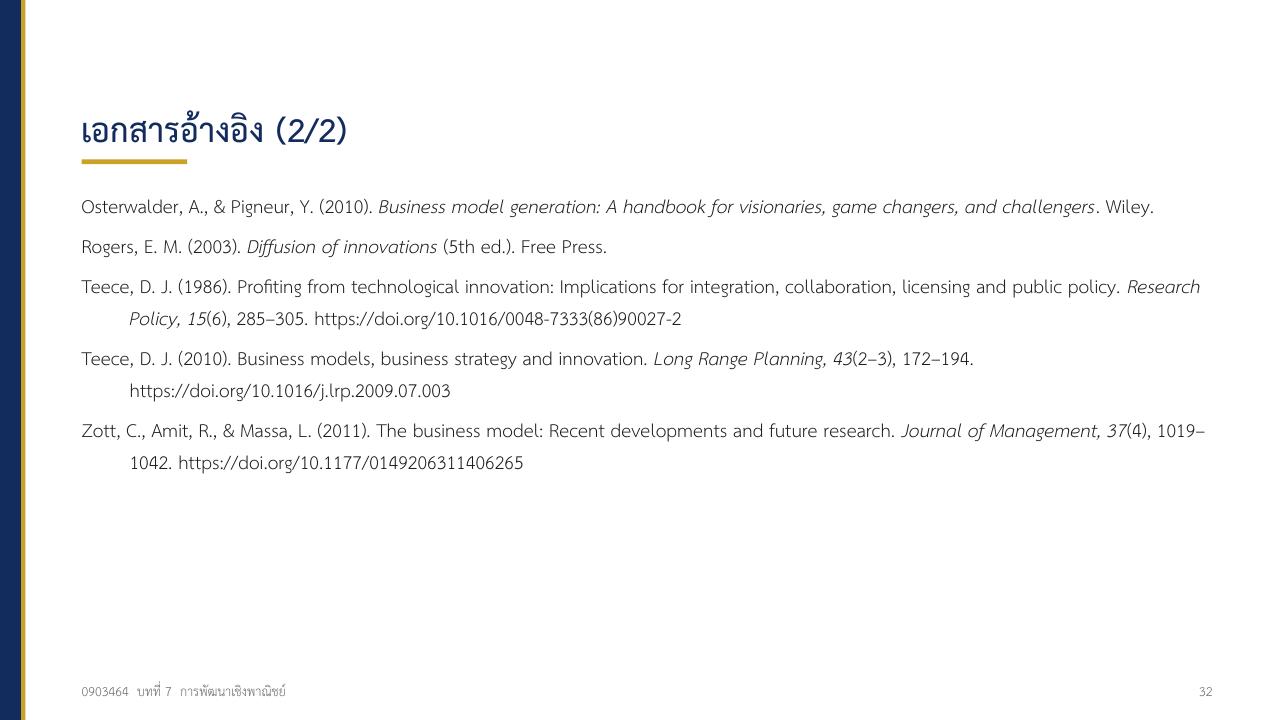 เอกสารอ้างอิง (2/2)
Osterwalder, A., & Pigneur, Y. (2010). Business model generation: A handbook for visionaries, game changers, and challengers. Wiley.
Rogers, E. M. (2003). Diffusion of innovations (5th ed.). Free Press.
Teece, D. J. (1986). Profiting from technological innovation: Implications for integration, collaboration, licensing and public policy. Research
Policy, 15(6), 285–305. https://doi.org/10.1016/0048-7333(86)90027-2
Teece, D. J. (2010). Business models, business strategy and innovation. Long Range Planning, 43(2–3), 172–194.
https://doi.org/10.1016/j.lrp.2009.07.003
Zott, C., Amit, R., & Massa, L. (2011). The business model: Recent developments and future research. Journal of Management, 37(4), 1019–
1042. https://doi.org/10.1177/0149206311406265
0903464 บทที่ 7 การพัฒนาเชิงพาณิชย์
32